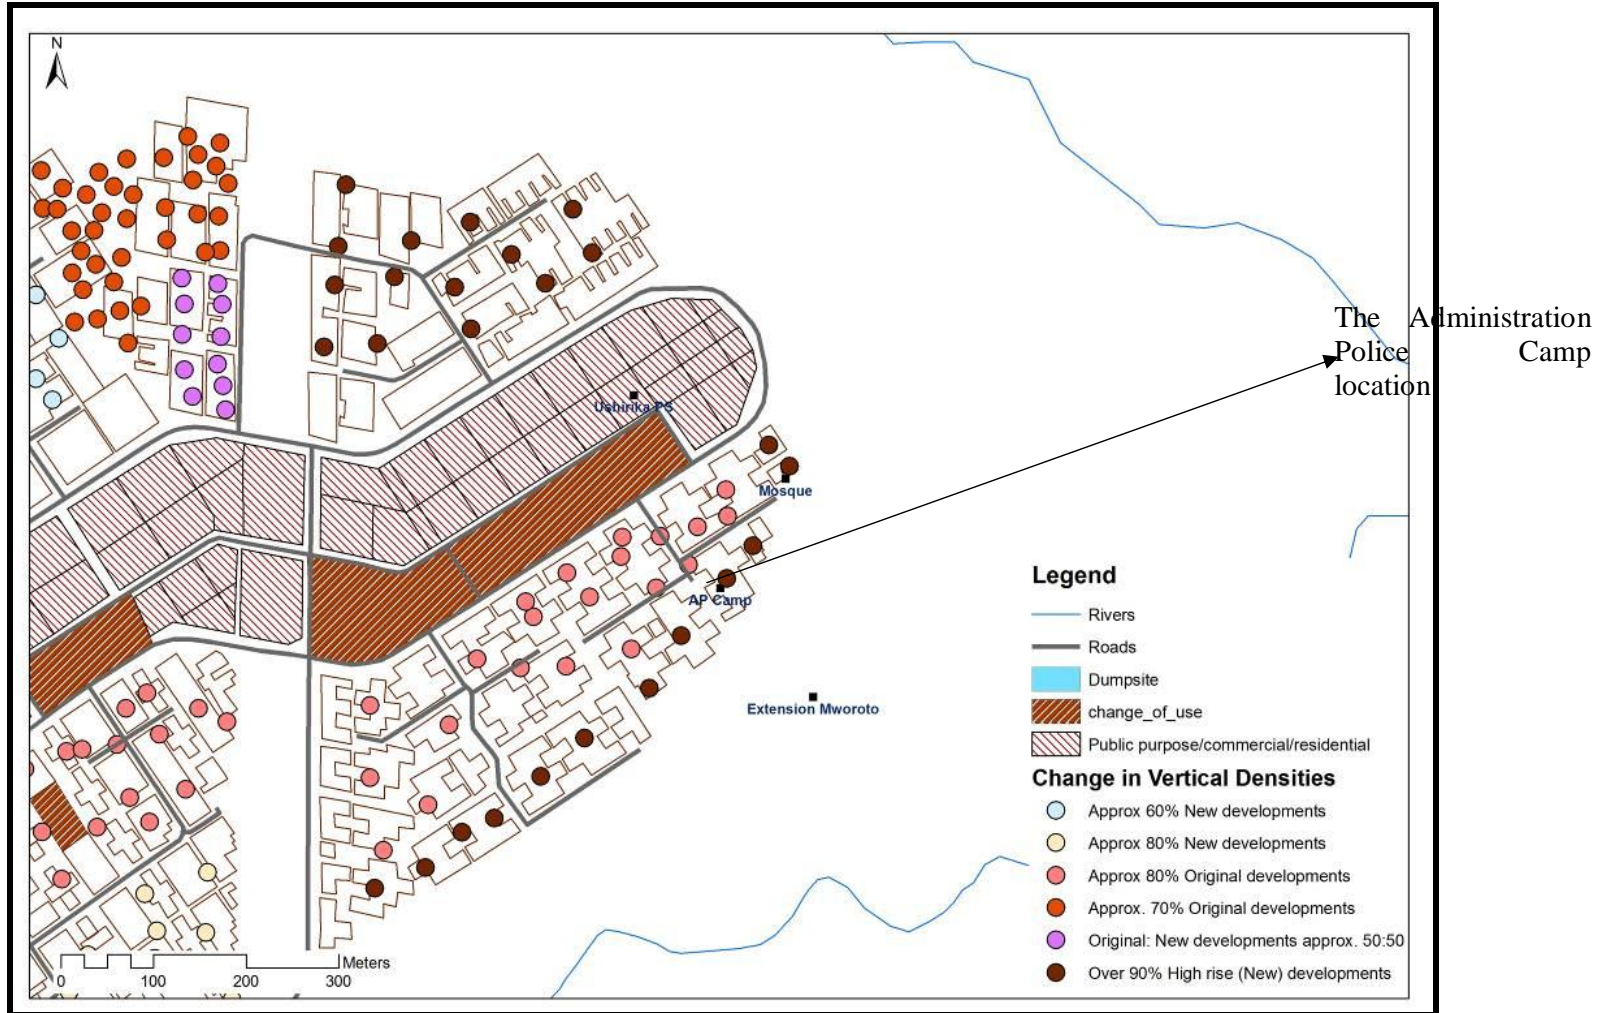 N
The Administration
Police Camp
location
Ushirika PS
Mosque
AP Camp
Extension Mworoto
Legend
Rivers
Roads
Dumpsite
change_of_use
Public purpose/commercial/residential
Change in Vertical Densities
Approx 60% New developments
Approx 80% New developments
Approx 80% Original developments
Approx. 70% Original developments
Original: New developments approx. 50:50
Over 90% High rise (New) developments
Meters
0 100 200 300